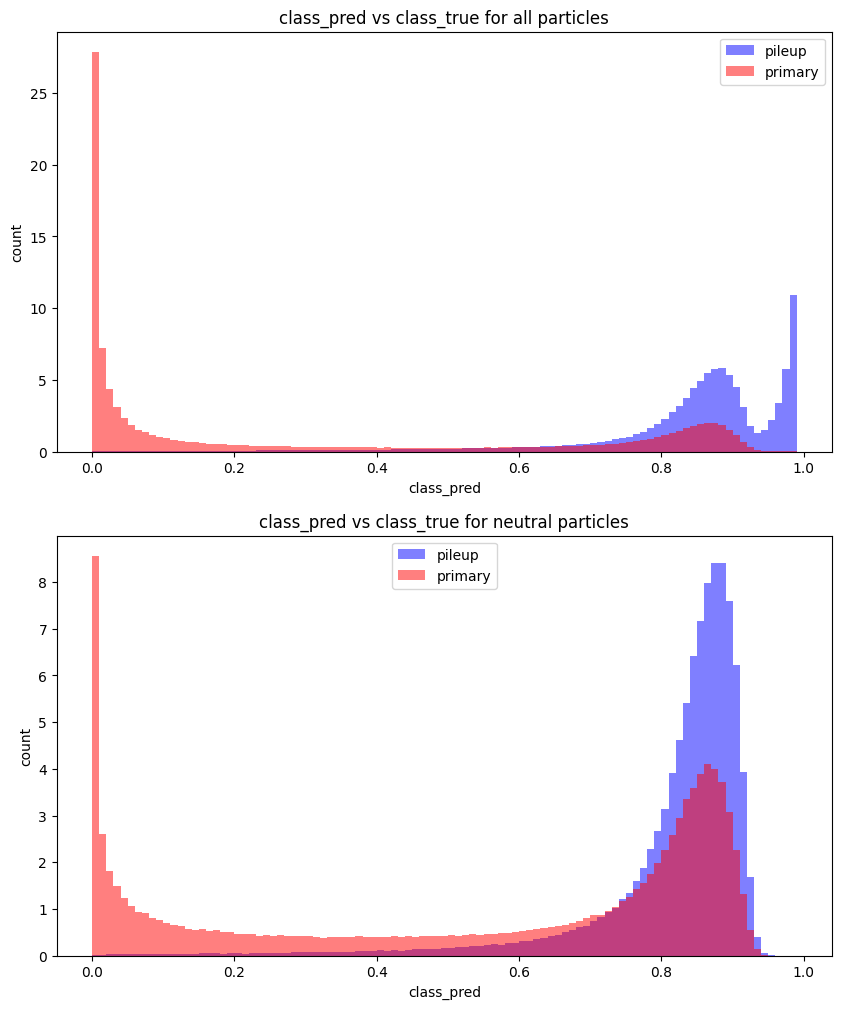 class_pred vs class_true for all particles
pileup
primary
25
20
15
10
5
0
count
0.0 0.2 0.4 0.6 0.8 1.0
class_pred
class_pred vs class_true for neutral particles
pileup
primary
8
7
6
5
4
3
2
1
0
count
0.0 0.2 0.4 0.6 0.8 1.0
class_pred